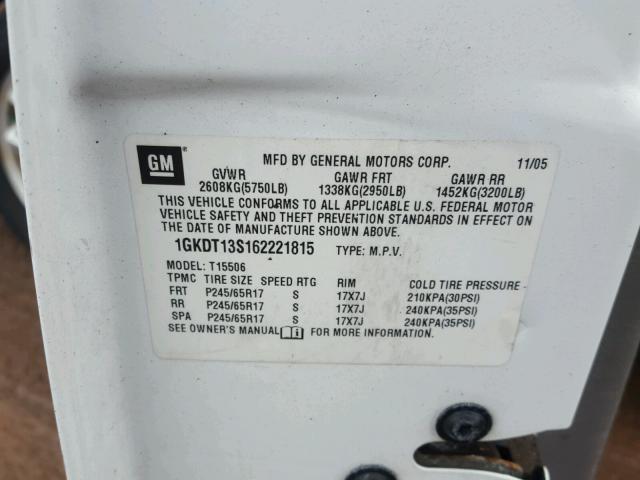 GM ®
MFD BY GENERAL MOTORS CORP. 11/05
GVWR GAWR FRT GAWR RR
2608KG(5750LB) 1338KG(2950LB) 1452KG(3200LB)
THIS VEHICLE CONFORMS TO ALL APPLICABLE U.S. FEDERAL MOTOR
VEHICLE SAFETY AND THEFT PREVENTION STANDARDS IN EFFECT ON
THE DATE OF MANUFACTURE SHOWN ABOVE.
1GKDT13S162221815 TYPE: M.P.V.
MODEL: T15506
TPMC TIRE SIZE SPEED RTG RIM COLD TIRE PRESSURE
FRT P245/65R17 S 17X7J 210KPA(30PSI)
RR P245/65R17 S 17X7J 240KPA(35PSI)
SPA P245/65R17 S 17X7J 240KPA(35PSI)
SEE OWNER'S MANUAL FOR MORE INFORMATION.